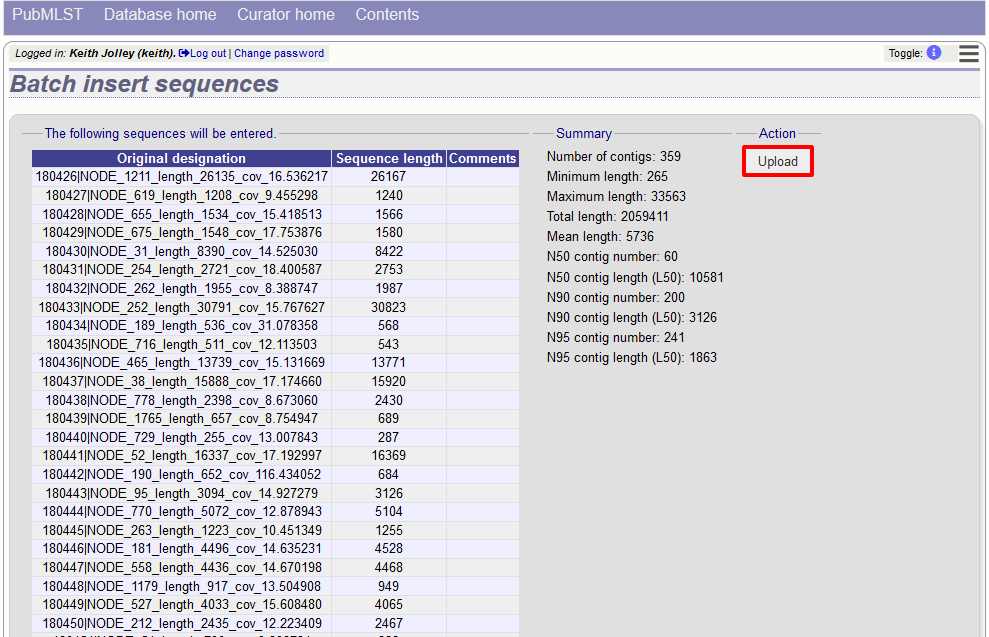 PubMLST Database home Curator home Contents
Logged in: Keith Jolley (keith). Log out | Change password Toggle: i
Batch insert sequences
The following sequences will be entered.
Original designation Sequence length Comments
180426|NODE_1211_length_26135_cov_16.536217 26167
180427|NODE_619_length_1208_cov_9.455298 1240
180428|NODE_655_length_1534_cov_15.418513 1566
180429|NODE_675_length_1548_cov_17.753876 1580
180430|NODE_31_length_8390_cov_14.525030 8422
180431|NODE_254_length_2721_cov_18.400587 2753
180432|NODE_262_length_1955_cov_8.388747 1987
180433|NODE_252_length_30791_cov_15.767627 30823
180434|NODE_189_length_536_cov_31.078358 568
180435|NODE_716_length_511_cov_12.113503 543
180436|NODE_465_length_13739_cov_15.131669 13771
180437|NODE_38_length_15888_cov_17.174660 15920
180438|NODE_778_length_2398_cov_8.673060 2430
180439|NODE_1765_length_657_cov_8.754947 689
180440|NODE_729_length_255_cov_13.007843 287
180441|NODE_52_length_16337_cov_17.192997 16369
180442|NODE_190_length_652_cov_116.434052 684
180443|NODE_95_length_3094_cov_14.927279 3126
180444|NODE_770_length_5072_cov_12.878943 5104
180445|NODE_263_length_1223_cov_10.451349 1255
180446|NODE_181_length_4496_cov_14.635231 4528
180447|NODE_558_length_4436_cov_14.670198 4468
180448|NODE_1179_length_917_cov_13.504908 949
180449|NODE_527_length_4033_cov_15.608480 4065
180450|NODE_212_length_2435_cov_12.223409 2467
Summary
Number of contigs: 359
Minimum length: 265
Maximum length: 33563
Total length: 2059411
Mean length: 5736
N50 contig number: 60
N50 contig length (L50): 10581
N90 contig number: 200
N90 contig length (L50): 3126
N95 contig number: 241
N95 contig length (L50): 1863
Action
Upload